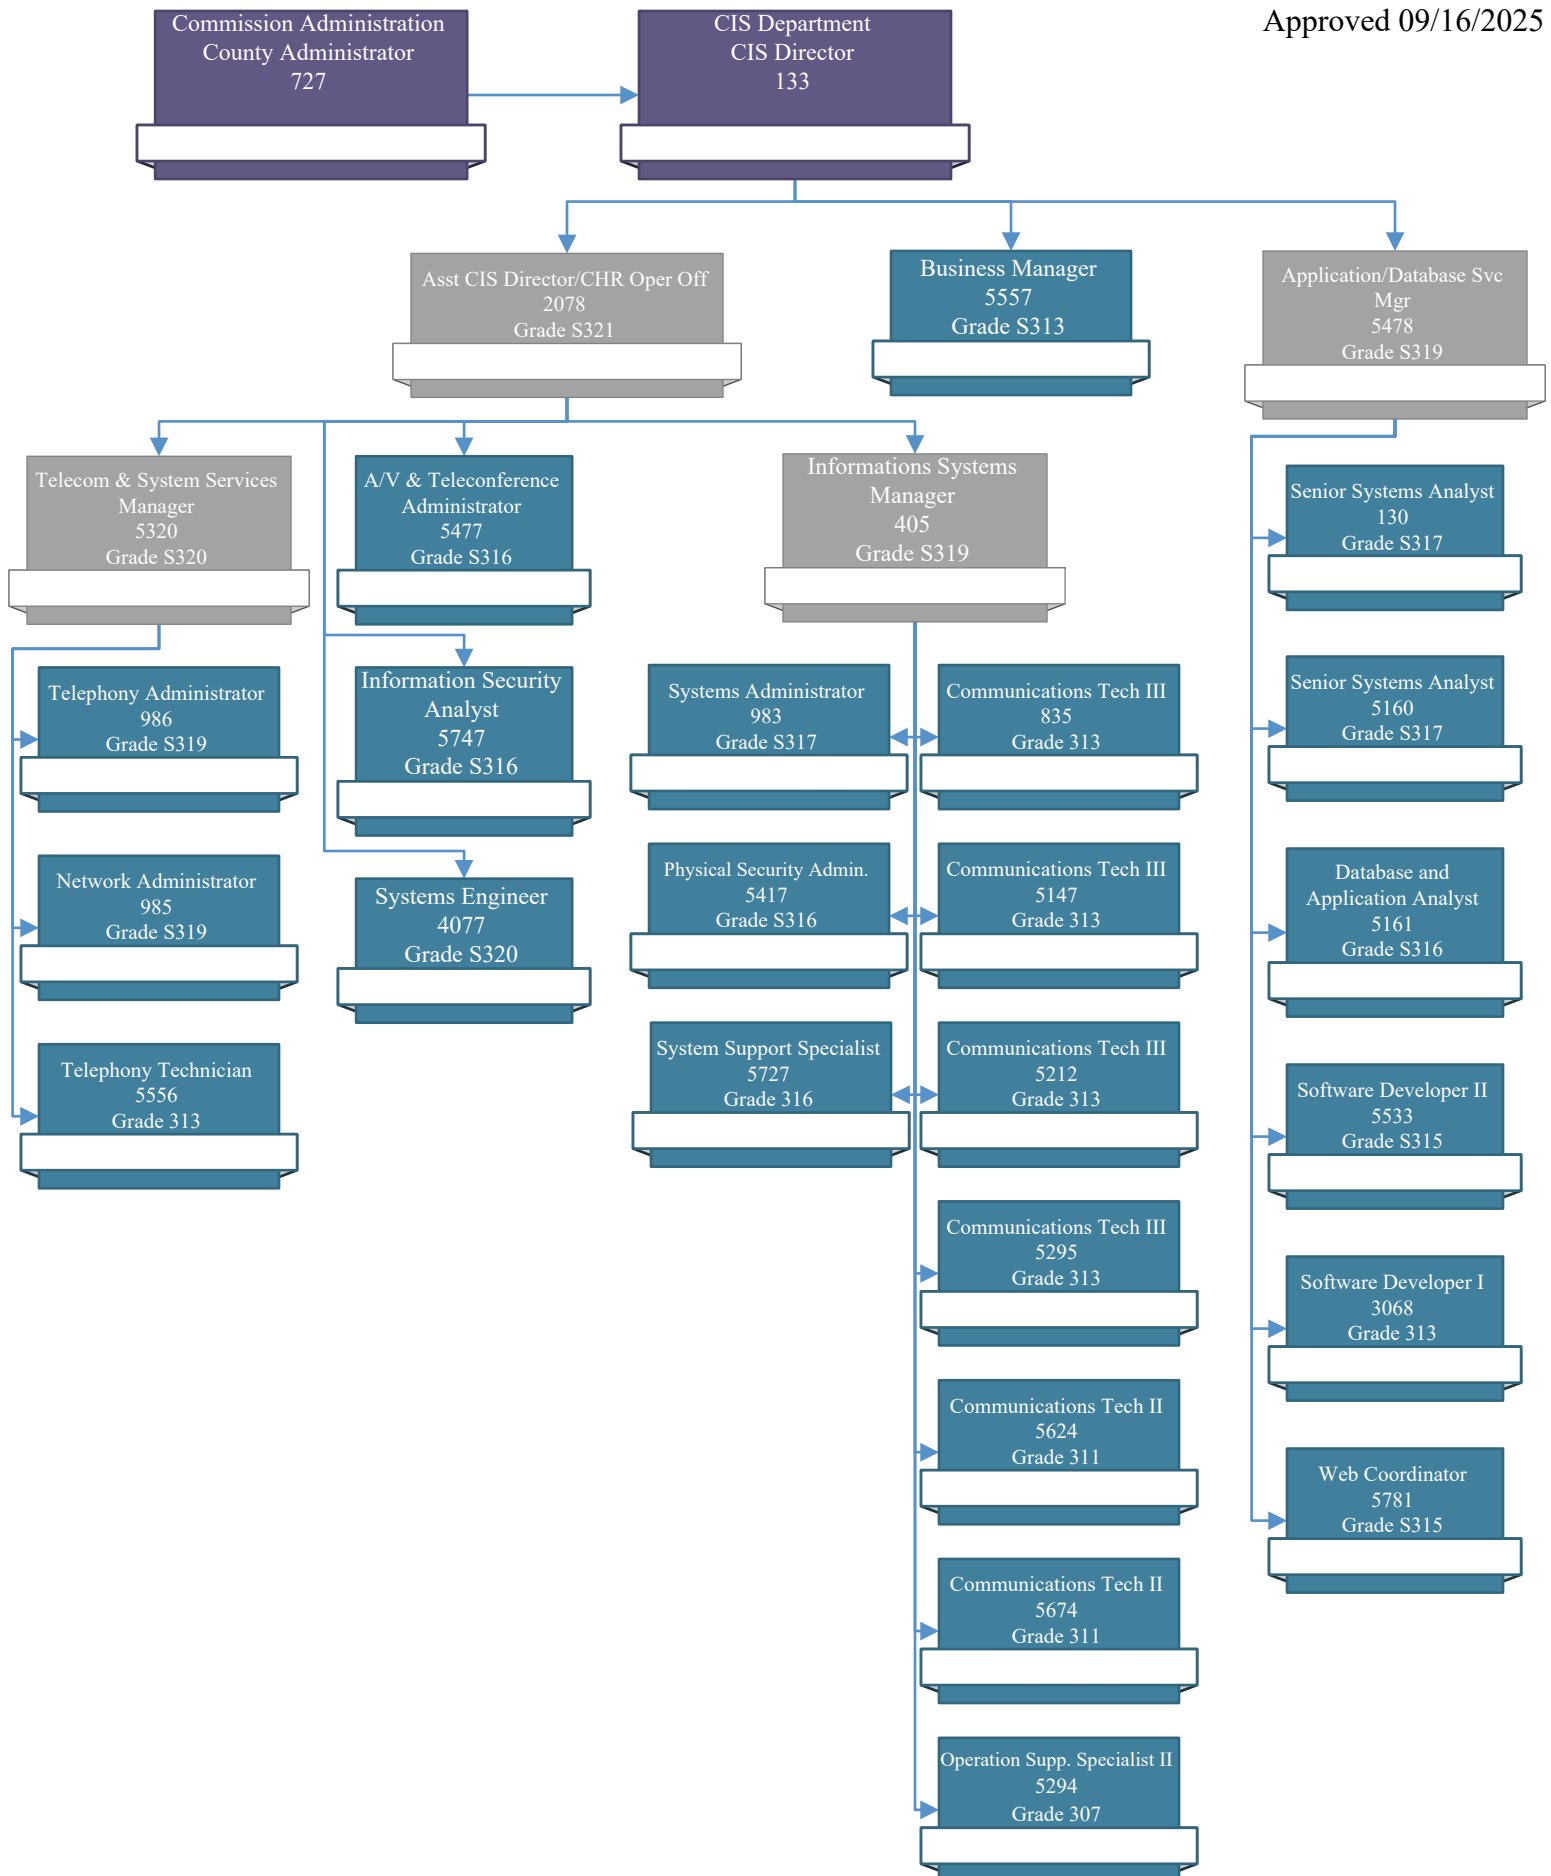 Approved 09/16/2025
Commission Administration
County Administrator
727
CIS Department
CIS Director
133
Asst CIS Director/CHR Oper Off
2078
Grade S321
Business Manager
5557
Grade S313
Application/Database Svc
Mgr
5478
Grade S319
Telecom & System Services
Manager
5320
Grade S320
A/V & Teleconference
Administrator
5477
Grade S316
Informations Systems
Manager
405
Grade S319
Senior Systems Analyst
130
Grade S317
Telephony Administrator
986
Grade S319
Information Security
Analyst
5747
Grade S316
Systems Administrator
983
Grade S317
Communications Tech III
835
Grade 313
Senior Systems Analyst
5160
Grade S317
Network Administrator
985
Grade S319
Systems Engineer
4077
Grade S320
Physical Security Admin.
5417
Grade S316
Communications Tech III
5147
Grade 313
Database and
Application Analyst
5161
Grade S316
Telephony Technician
5556
Grade 313
System Support Specialist
5727
Grade 316
Communications Tech III
5212
Grade 313
Software Developer II
5533
Grade S315
Communications Tech III
5295
Grade 313
Software Developer I
3068
Grade 313
Communications Tech II
5624
Grade 311
Web Coordinator
5781
Grade S315
Communications Tech II
5674
Grade 311
Operation Supp. Specialist II
5294
Grade 307